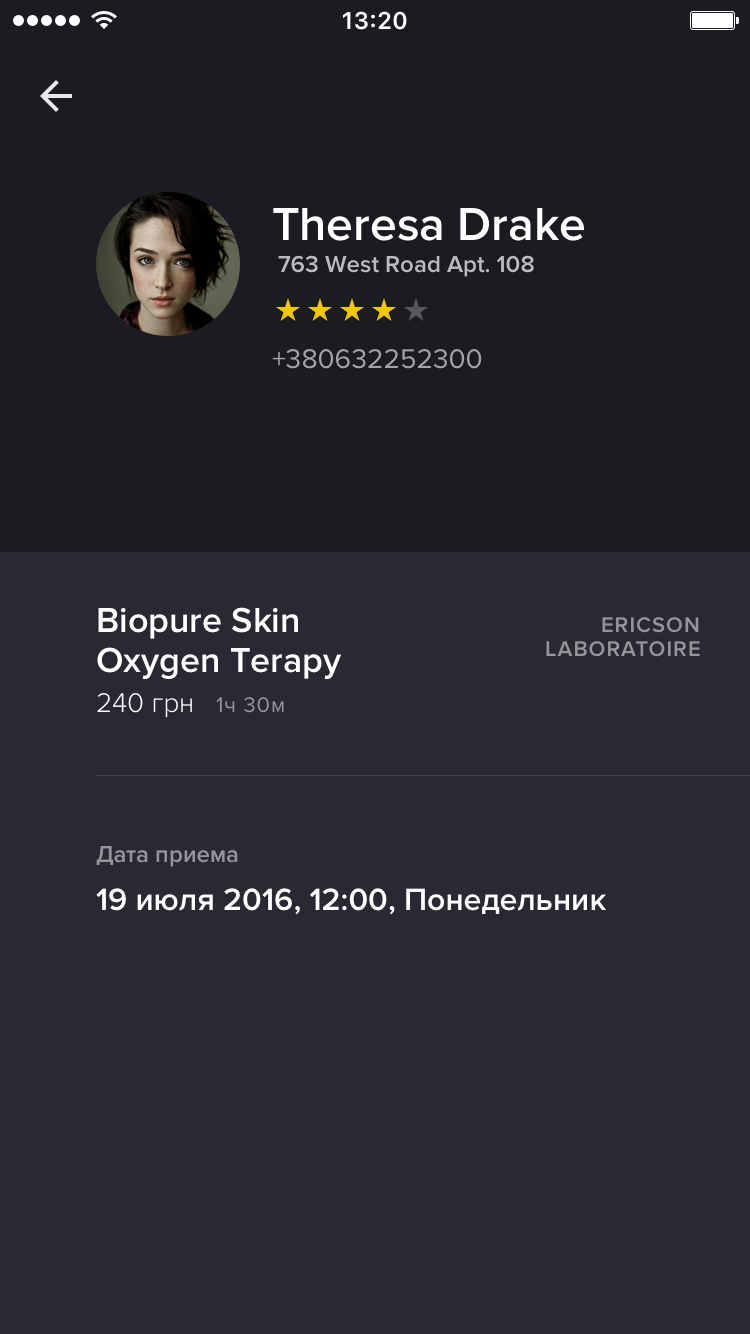 13:20
Theresa Drake
763 West Road Apt. 108
+380632252300
Biopure Skin
Oxygen Terapy
ERICSON
LABORATOIRE
240 грн 1ч 30м
Дата приема
19 июля 2016, 12:00, Понедельник